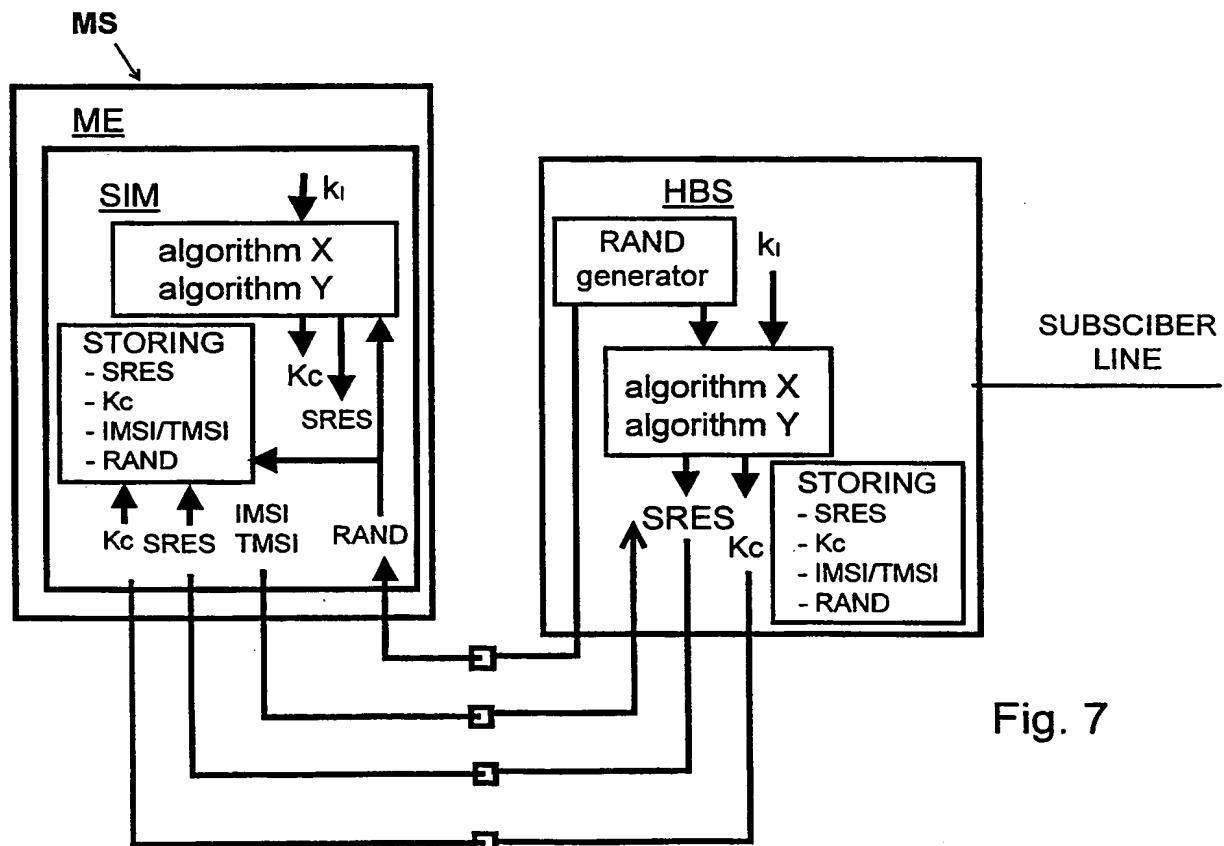 MS
ME
SIM
kI
algorithm X
algorithm Y
STORING
- SRES
- Kc
- IMSI/TMSI
- RAND
Kc
SRES
Kc
SRES
IMSI
TMSI
RAND
HBS
RAND
generator
kI
algorithm X
algorithm Y
SRES
Kc
STORING
- SRES
- Kc
- IMSI/TMSI
- RAND
SUBSCIBER
LINE
Fig. 7